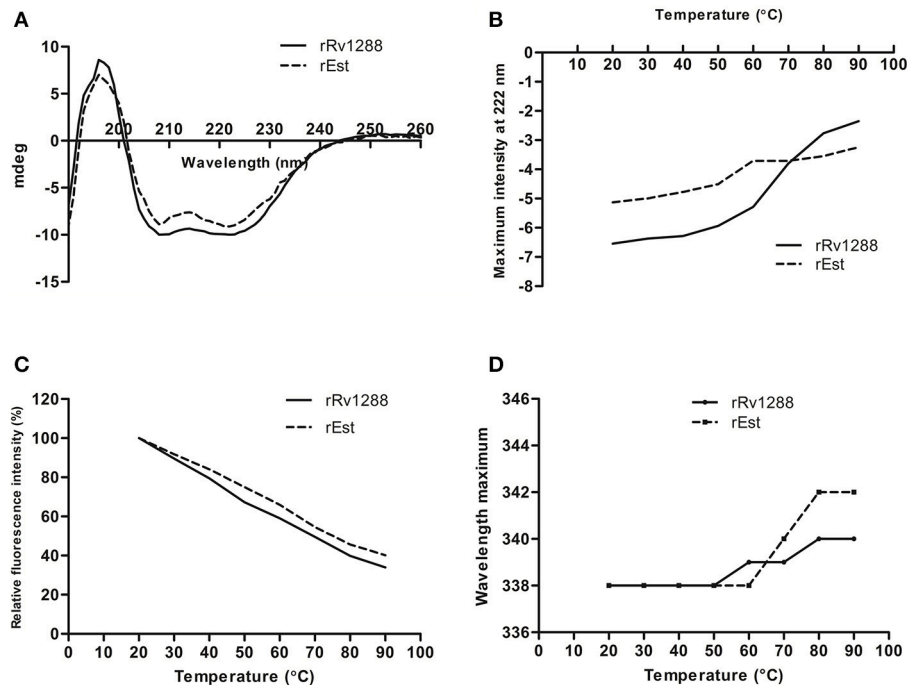 A
10
5
0
-5
-10
-15
mdeg
200 210 220 230 240 250 260
Wavelength (nm)
rRv1288
rEst
B
Temperature (°C)
10 20 30 40 50 60 70 80 90 100
0
-1
-2
-3
-4
-5
-6
-7
-8
Maximum intensity at 222 nm
rRv1288
rEst
C
120
100
80
60
40
20
0
Relative fluorescence intensity (%)
rRv1288
rEst
0 10 20 30 40 50 60 70 80 90 100
Temperature (°C)
D
346
344
342
340
338
336
Wavelength maximum
rRv1288
rEst
0 10 20 30 40 50 60 70 80 90 100
Temperature (°C)